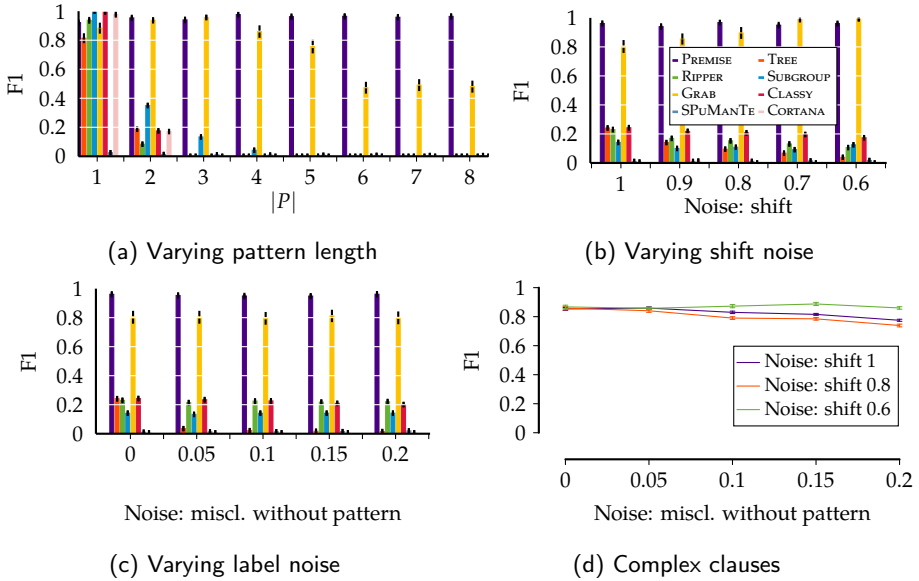 1
0.8
0.6
0.4
0.2
0
F1
1 2 3 4 5 6 7 8
|P|
(a) Varying pattern length
1
0.8
0.6
0.4
0.2
0
F1
PREMISE TREE
RIPPER SUBGROUP
GRAB CLASSY
SPUMANTE CORTANA
1 0.9 0.8 0.7 0.6
Noise: shift
(b) Varying shift noise
1
0.8
0.6
0.4
0.2
0
F1
0 0.05 0.1 0.15 0.2
Noise: miscl. without pattern
(c) Varying label noise
1
0.8
0.6
0.4
0.2
0
F1
Noise: shift 1
Noise: shift 0.8
Noise: shift 0.6
0 0.05 0.1 0.15 0.2
Noise: miscl. without pattern
(d) Complex clauses